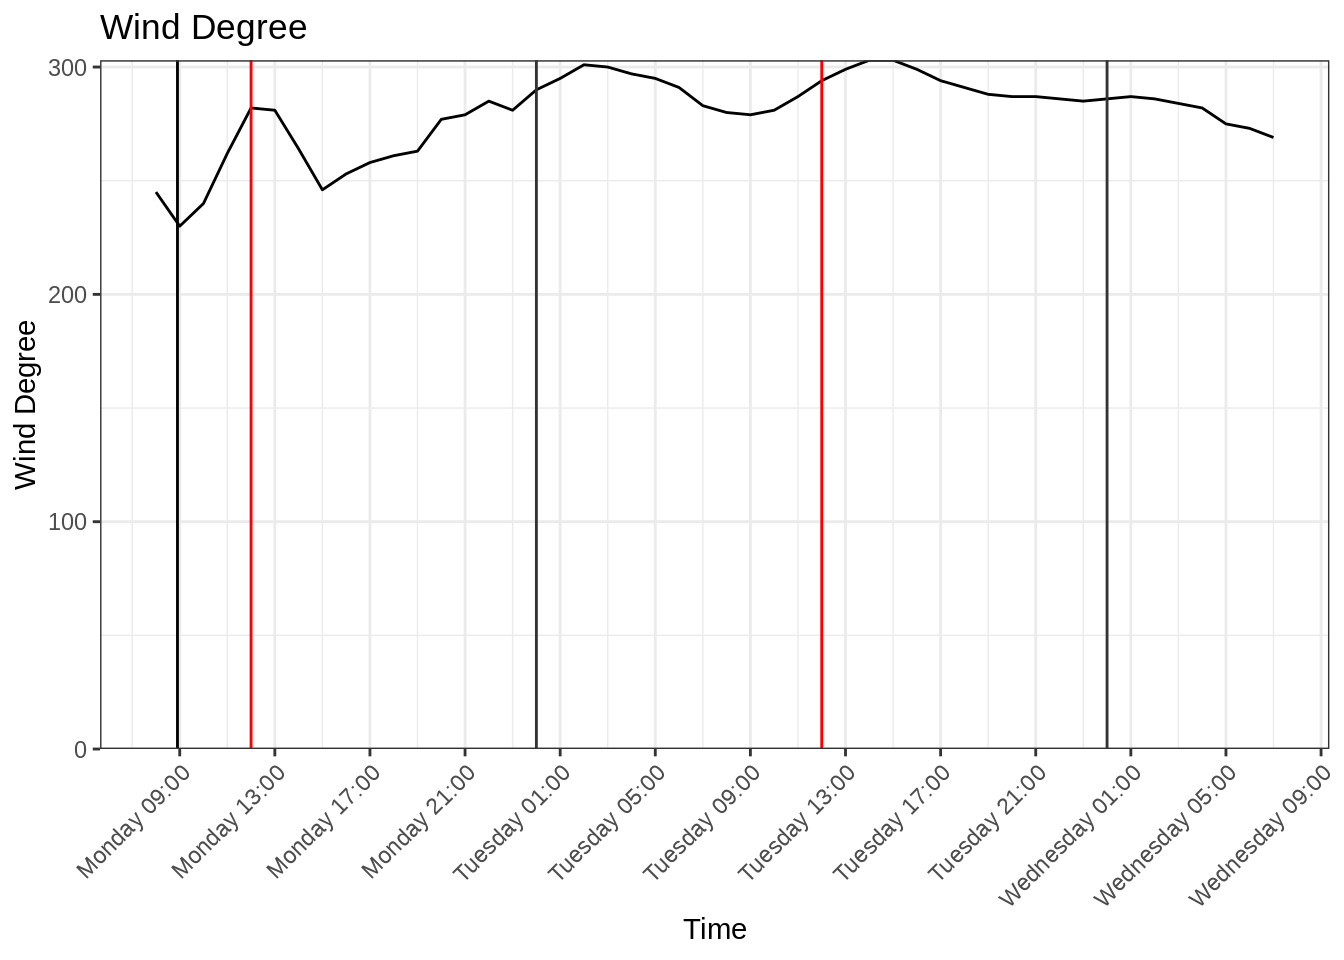 Wind Degree
300
200
100
0
Wind Degree
Monday 09:00
Monday 13:00
Monday 17:00
Monday 21:00
Tuesday 01:00
Tuesday 05:00
Tuesday 09:00
Tuesday 13:00
Tuesday 17:00
Tuesday 21:00
Wednesday 01:00
Wednesday 05:00
Wednesday 09:00
Time